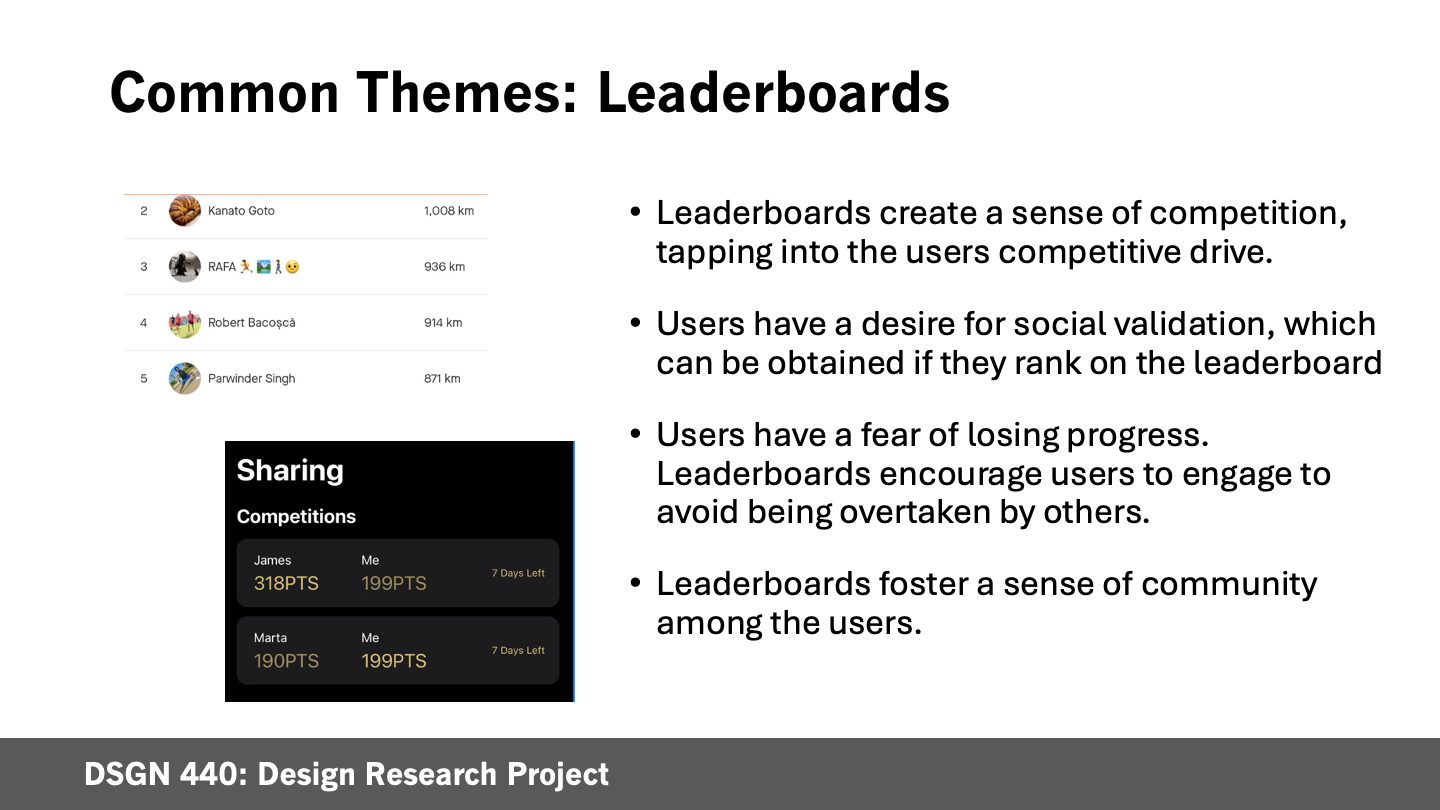 Common Themes: Leaderboards
2 Kanato Goto 1,008 km
3 RAFA 936 km
4 Robert Bacoșcă 914 km
5 Parwinder Singh 871 km
Sharing
Competitions
James Me
318PTS 199PTS 7 Days Left
Marta Me
190PTS 199PTS 7 Days Left
• Leaderboards create a sense of competition,
tapping into the users competitive drive.
• Users have a desire for social validation, which
can be obtained if they rank on the leaderboard
• Users have a fear of losing progress.
Leaderboards encourage users to engage to
avoid being overtaken by others.
• Leaderboards foster a sense of community
among the users.
DSGN 440: Design Research Project